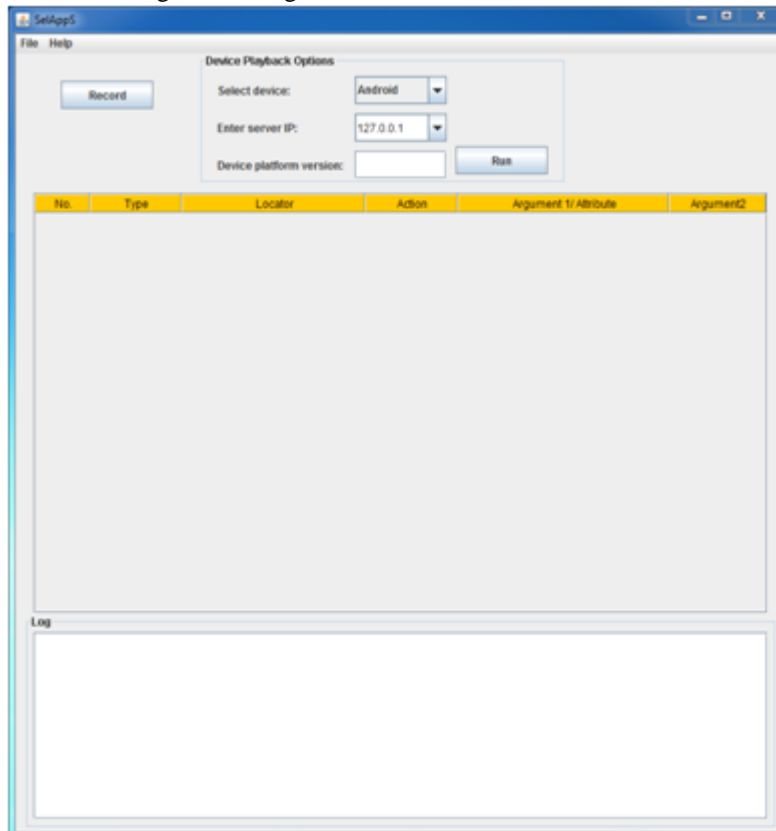 SelAppS
File Help
Device Playback Options
Record
Select device:
Android
Enter server IP:
127.0.0.1
Device platform version:
Run
No. Type Locator Action Argument 1/ Attribute Argument2
Log